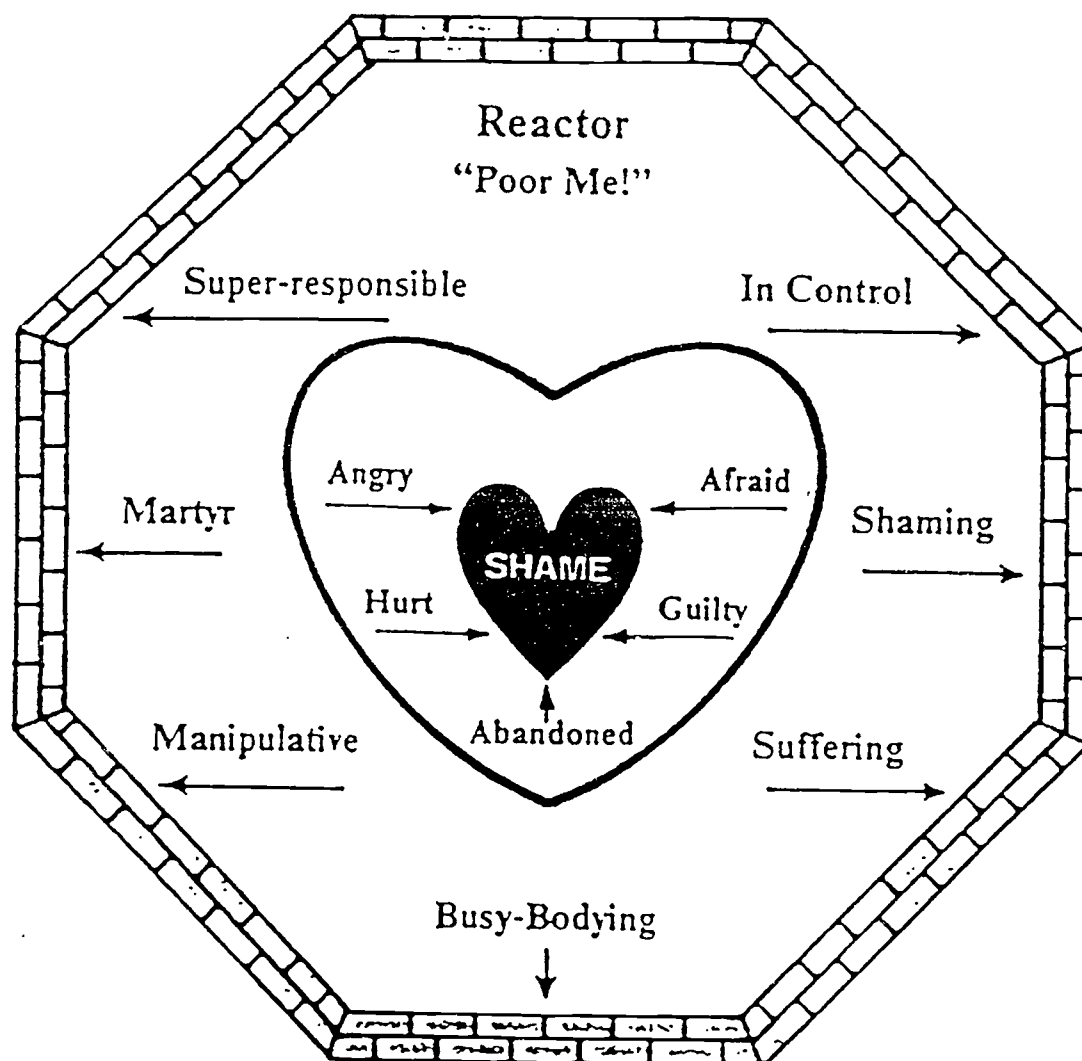 Reactor
“Poor Me!”
Super-responsible
In Control
Angry
Afraid
Martyr
Shaming
SHAME
Hurt
Guilty
Abandoned
Manipulative
Suffering
Busy-Bodying